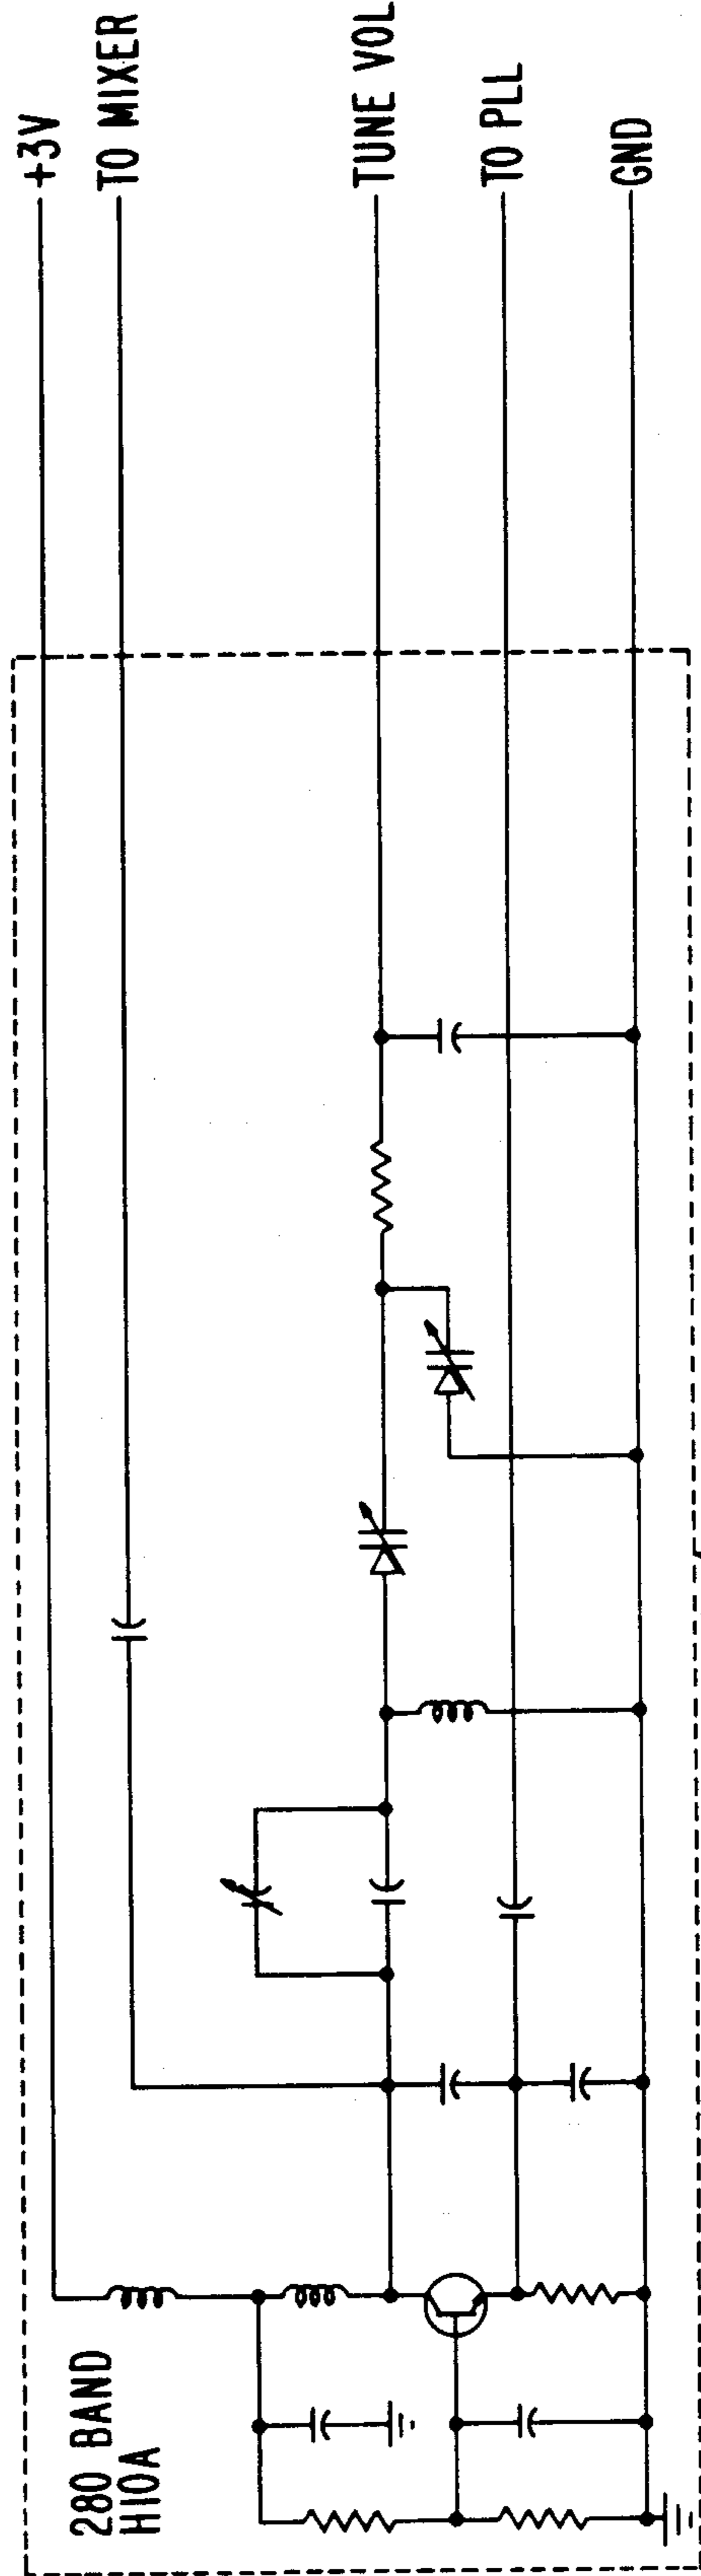 +3V
TO MIXER
TUNE VOL
TO PLL
GND
280 BAND
H10A